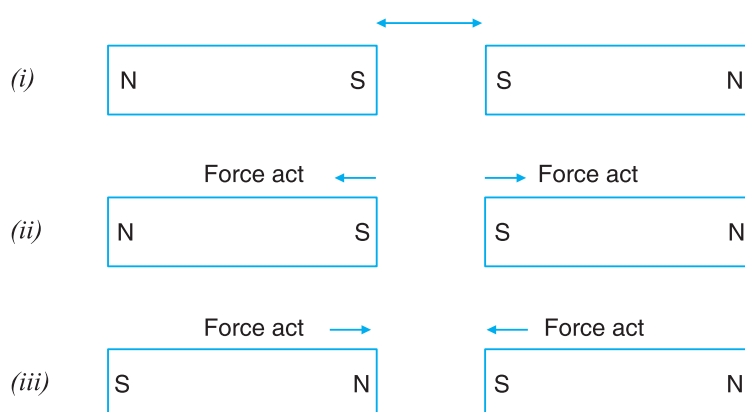 (i) N S S N
Force act Force act
(ii) N S S N
Force act Force act
(iii) S N S N